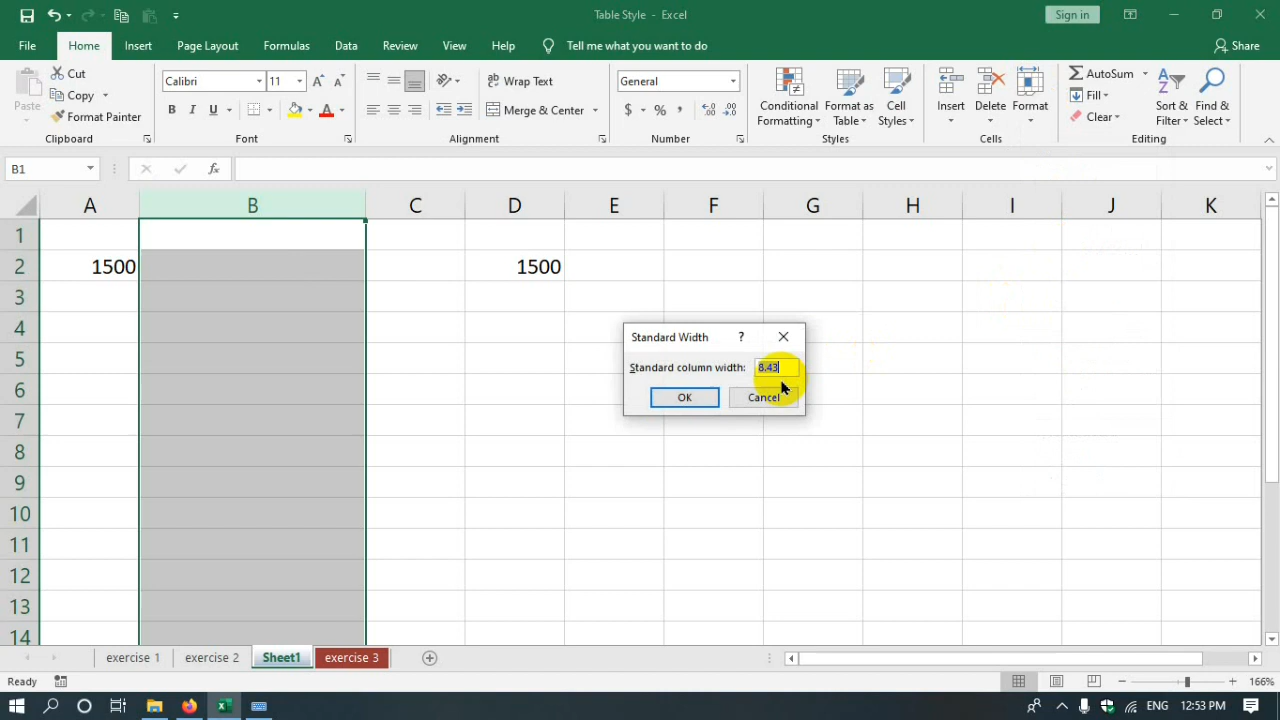 Table Style - Excel
Sign in
File Home Insert Page Layout Formulas Data Review View Help Tell me what you want to do Share
Paste
Cut
Copy
Format Painter
Clipboard
Calibri 11
B I U A
Font
Wrap Text
Merge & Center
Alignment
General
$ % ,
Number
Conditional Formatting
Format as Table
Cell Styles
Styles
Insert Delete Format
Cells
AutoSum
Fill
Clear
Sort & Filter
Find & Select
Editing
B1
fx
A B C D E F G H I J K
1
2 1500 1500
3
4
5
6
7
8
9
10
11
12
13
14
Standard Width ?
Standard column width: 8.43
OK Cancel
exercise 1 exercise 2 Sheet1 exercise 3
Ready
166%
ENG 12:53 PM